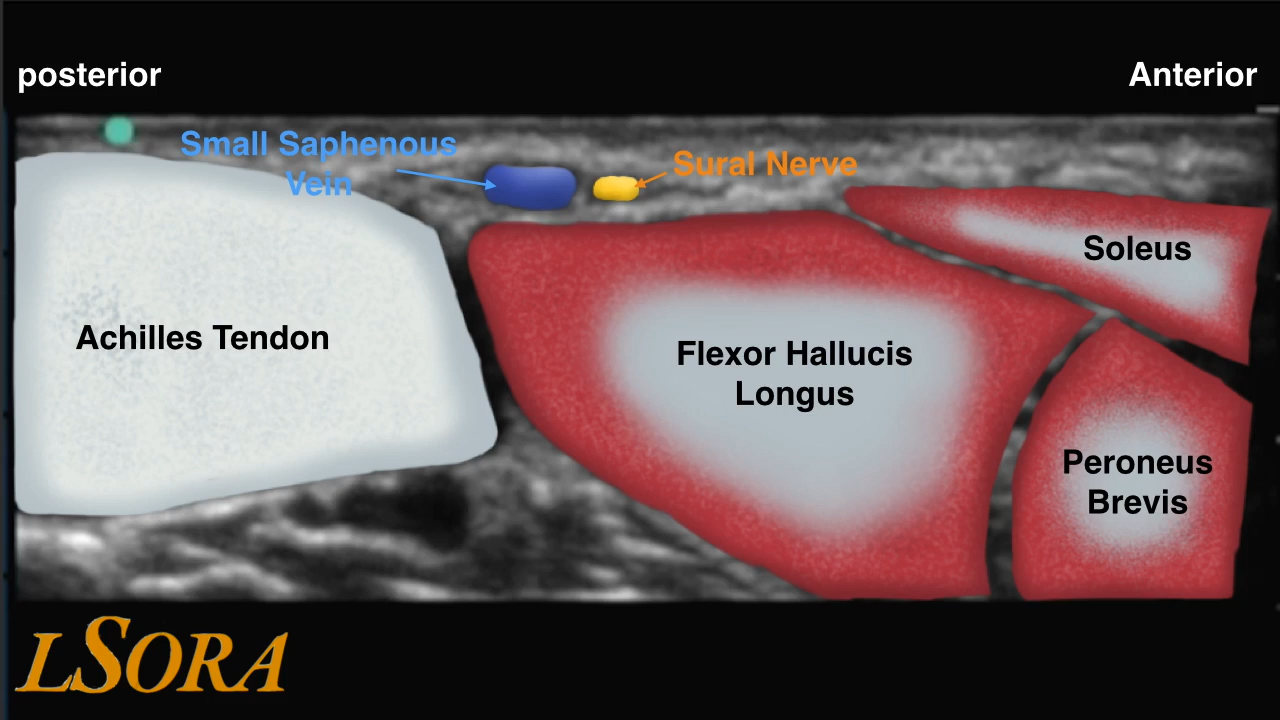 posterior
Anterior
Small Saphenous
Vein
Sural Nerve
Soleus
Achilles Tendon
Flexor Hallucis
Longus
Peroneus
Brevis
LSORA